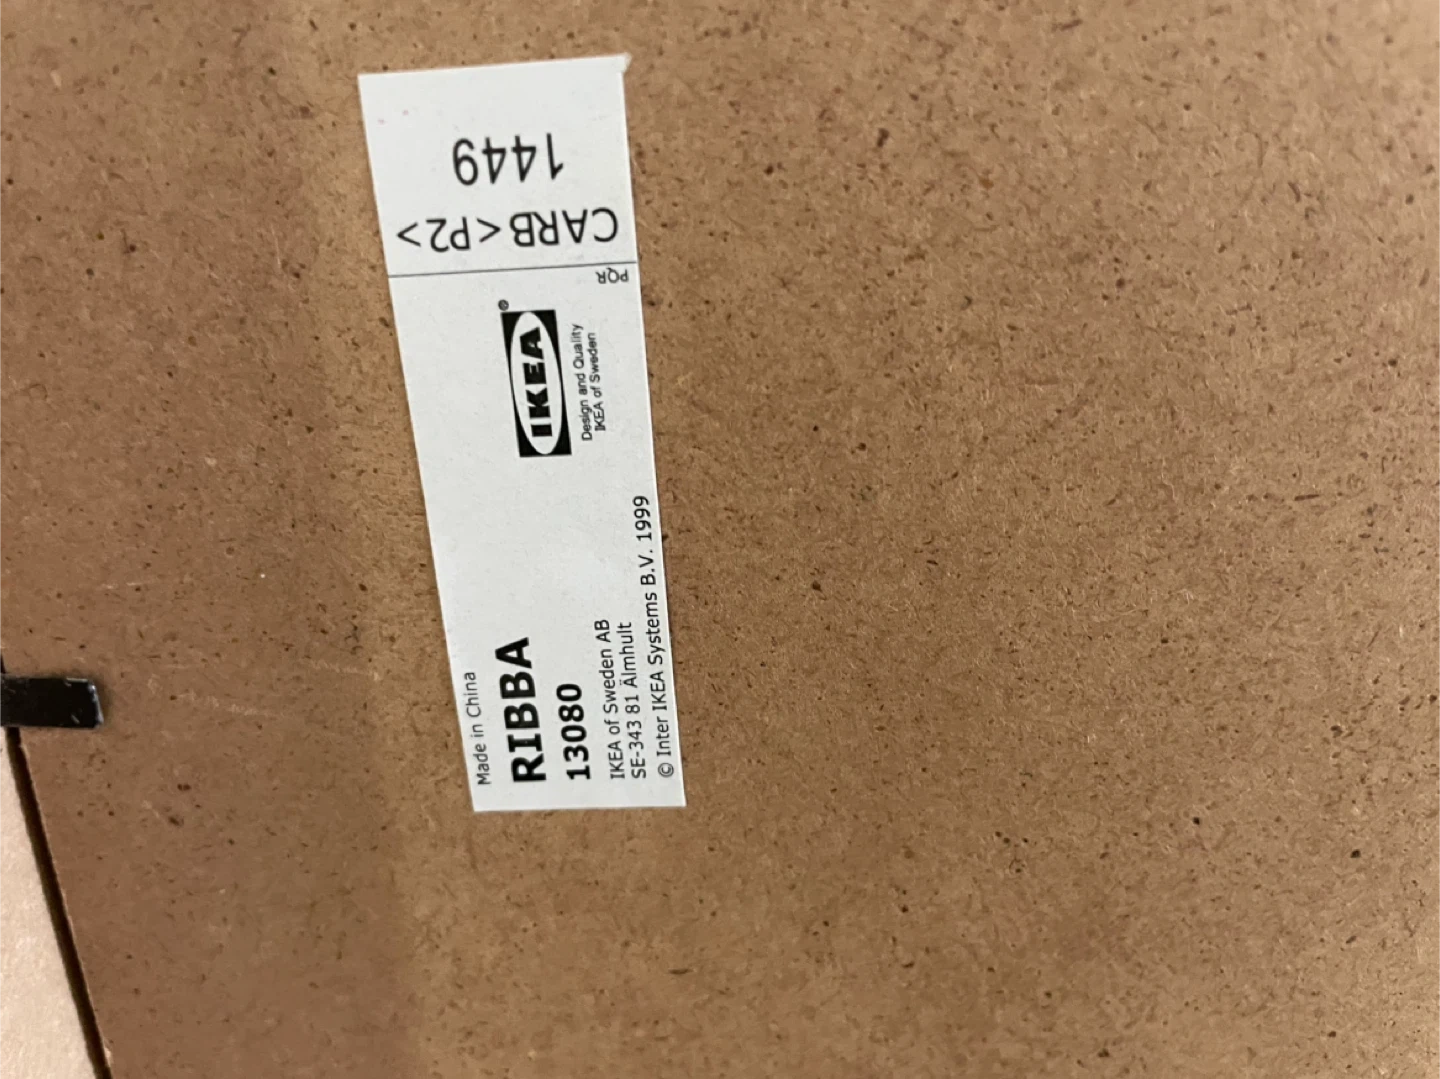 Made in China
RIBBA
13080
IKEA of Sweden AB
SE-343 81 Älmhult
© Inter IKEA Systems B.V. 1999
IKEA®
Design and Quality
IKEA of Sweden
CARB<P2>
1449